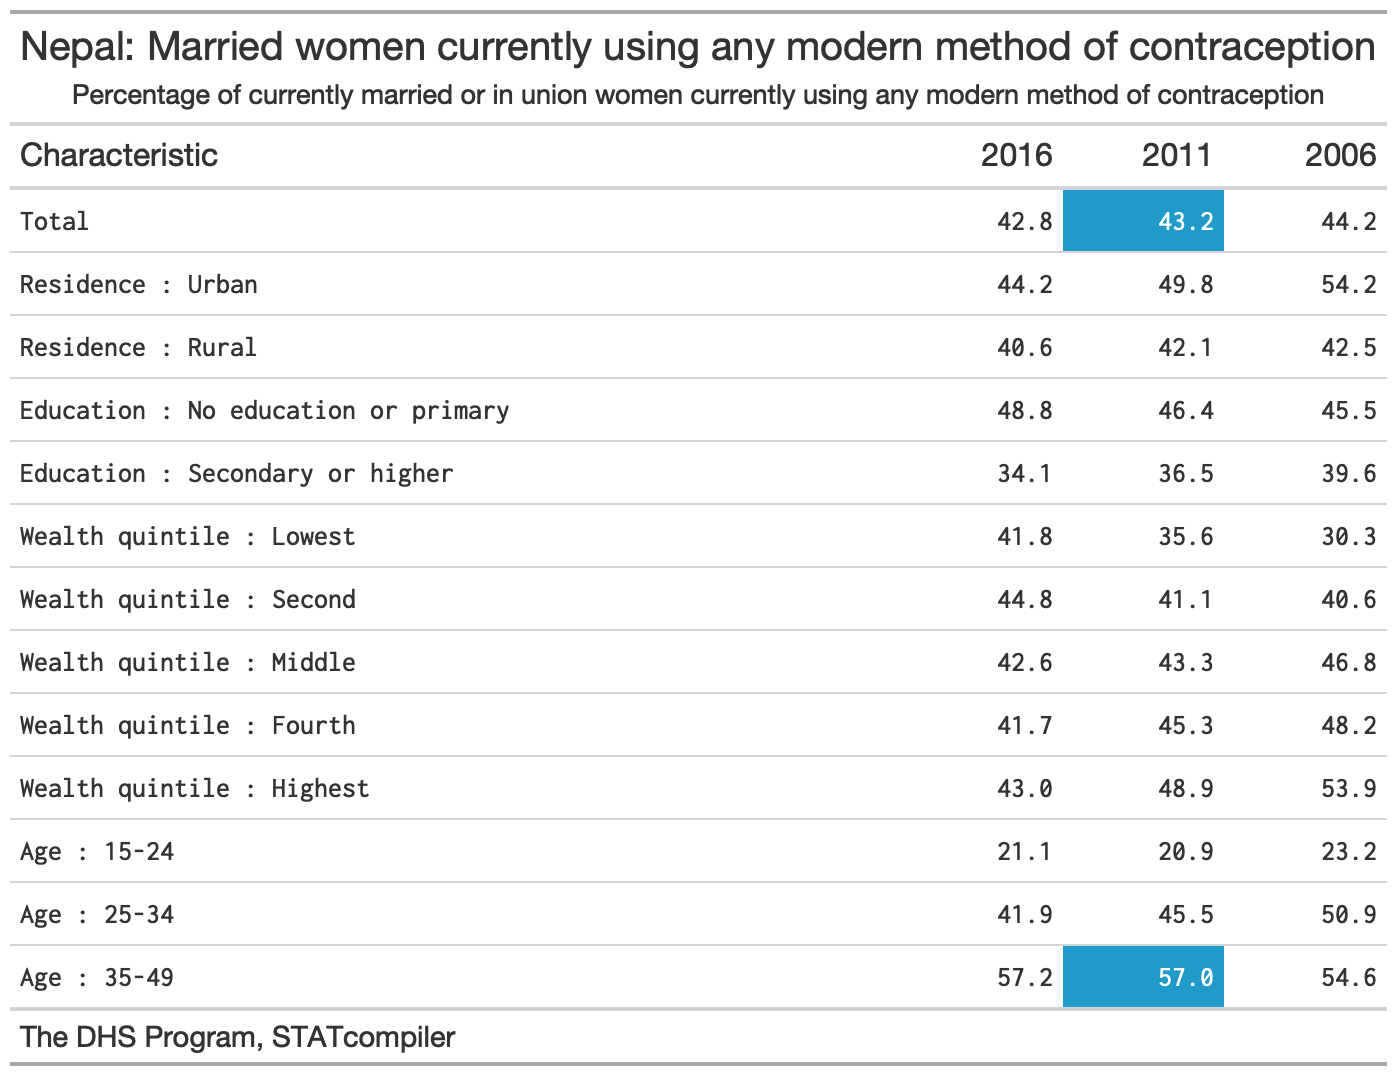 Nepal: Married women currently using any modern method of contraception
Percentage of currently married or in union women currently using any modern method of contraception
Characteristic 2016 2011 2006
Total 42.8 43.2 44.2
Residence : Urban 44.2 49.8 54.2
Residence : Rural 40.6 42.1 42.5
Education : No education or primary 48.8 46.4 45.5
Education : Secondary or higher 34.1 36.5 39.6
Wealth quintile : Lowest 41.8 35.6 30.3
Wealth quintile : Second 44.8 41.1 40.6
Wealth quintile : Middle 42.6 43.3 46.8
Wealth quintile : Fourth 41.7 45.3 48.2
Wealth quintile : Highest 43.0 48.9 53.9
Age : 15-24 21.1 20.9 23.2
Age : 25-34 41.9 45.5 50.9
Age : 35-49 57.2 57.0 54.6
The DHS Program, STATcompiler